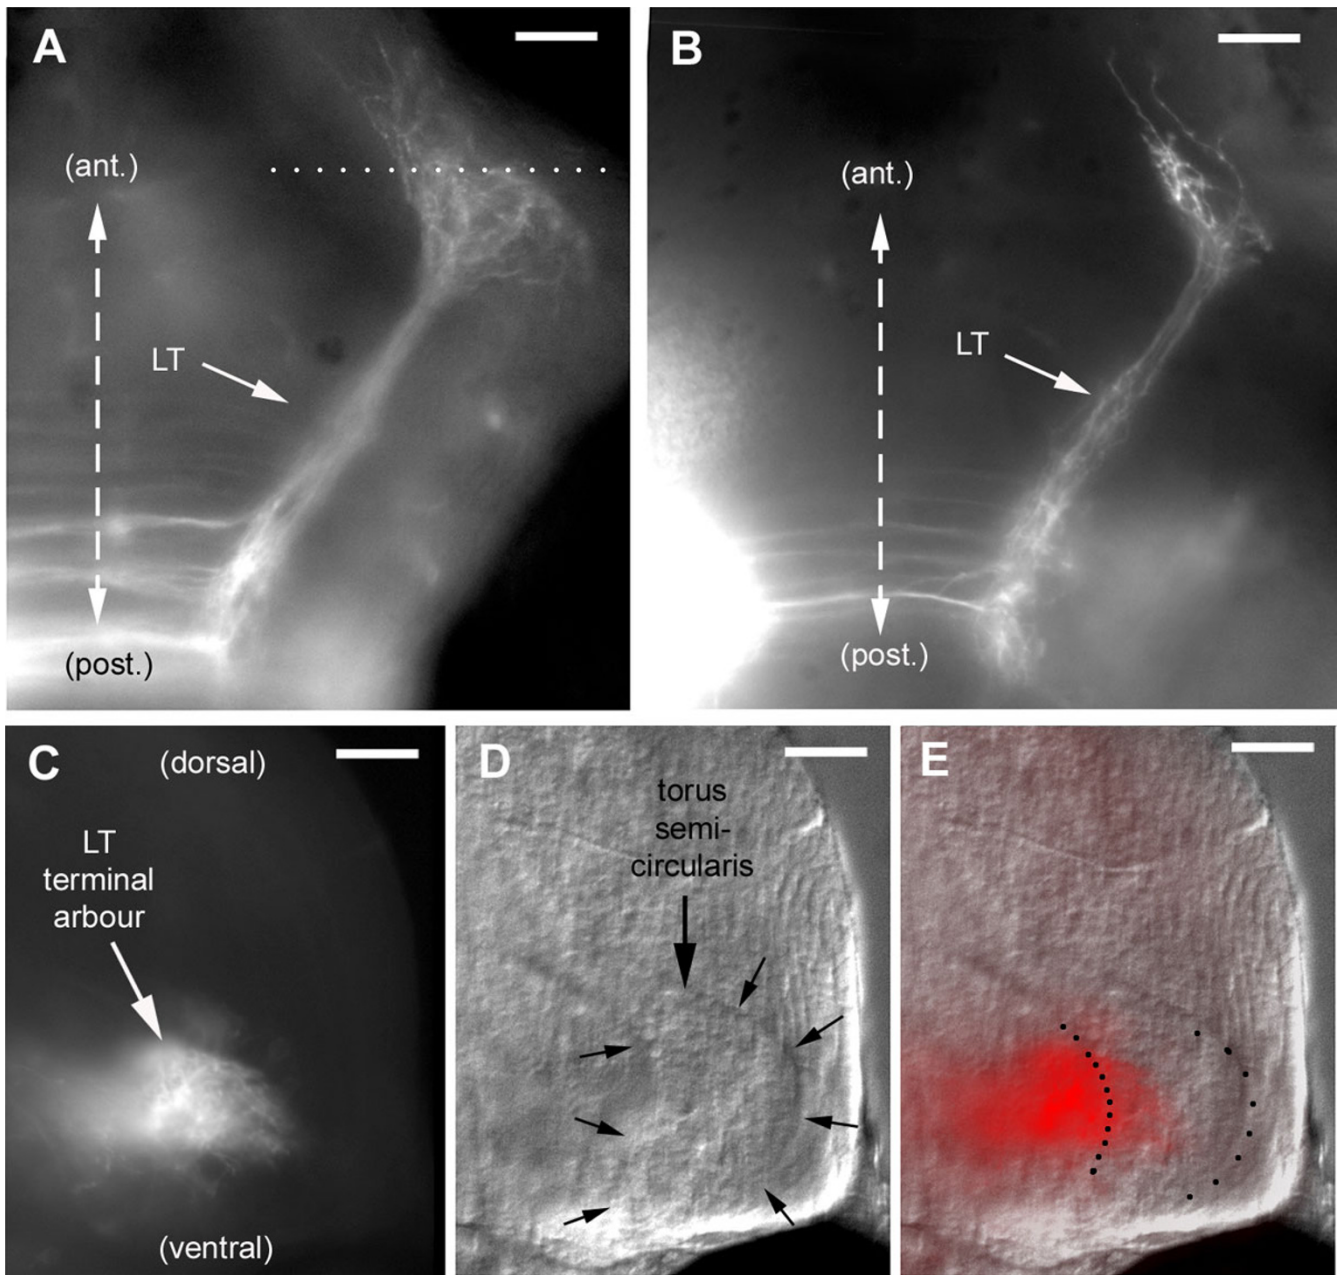 A
(ant.)
LT
(post.)
B
(ant.)
LT
(post.)
C
(dorsal)
LT
terminal
arbour
(ventral)
D
torus
semi-
circularis
E